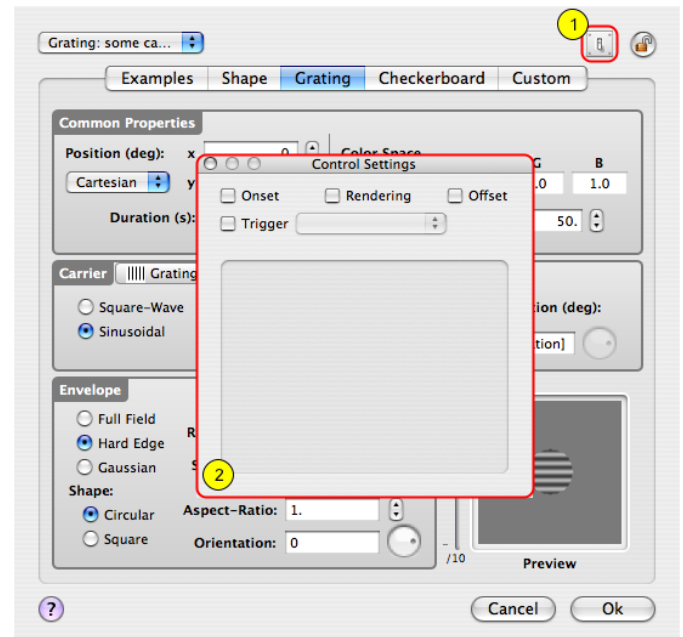 1
Grating: some ca...
Examples Shape Grating Checkerboard Custom
Common Properties
Position (deg): x 0 Color Space
Control Settings G B
Cartesian y .0 1.0
Onset Rendering Offset
Duration (s): 50.
Trigger
Carrier Grating
Square-Wave ion (deg):
Sinusoidal tion]
Envelope
Full Field
R
Hard Edge
Gaussian S
2
Shape:
Circular Aspect-Ratio: 1.
Square Orientation: 0
/10 Preview
? Cancel Ok